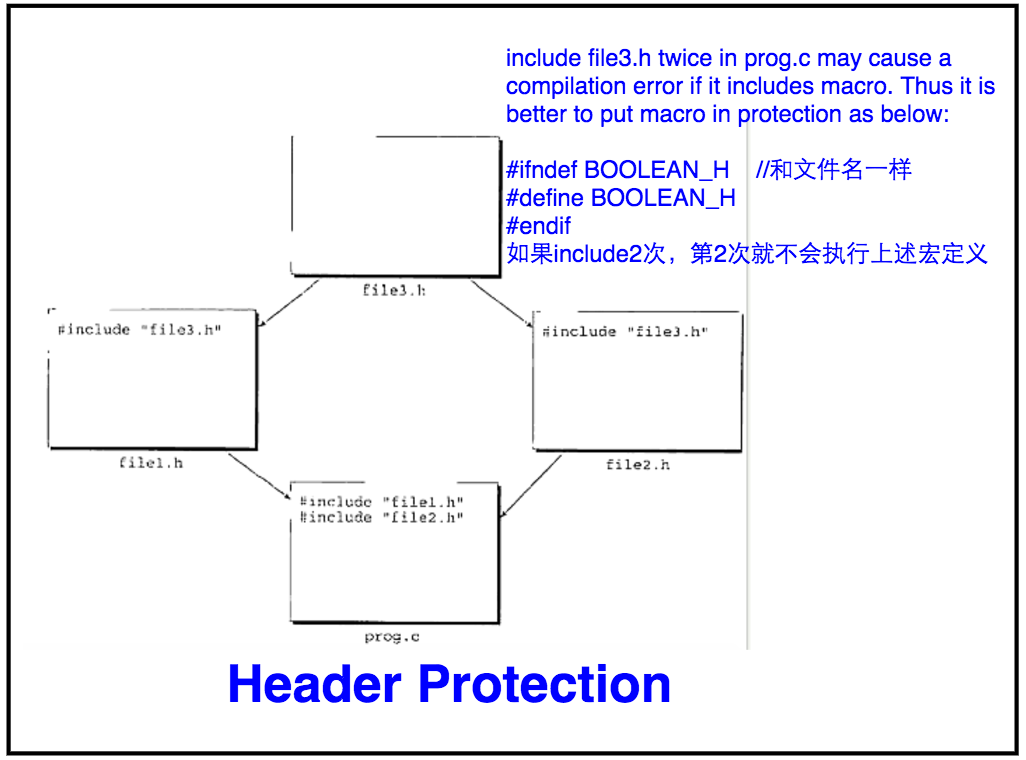 include file3.h twice in prog.c may cause a
compilation error if it includes macro. Thus it is
better to put macro in protection as below:
#ifndef BOOLEAN_H //和文件名一样
#define BOOLEAN_H
#endif
如果include2次，第2次就不会执行上述宏定义
file3.h
#include "file3.h"
#include "file3.h"
file1.h
file2.h
#include "file1.h"
#include "file2.h"
prog.c
Header Protection